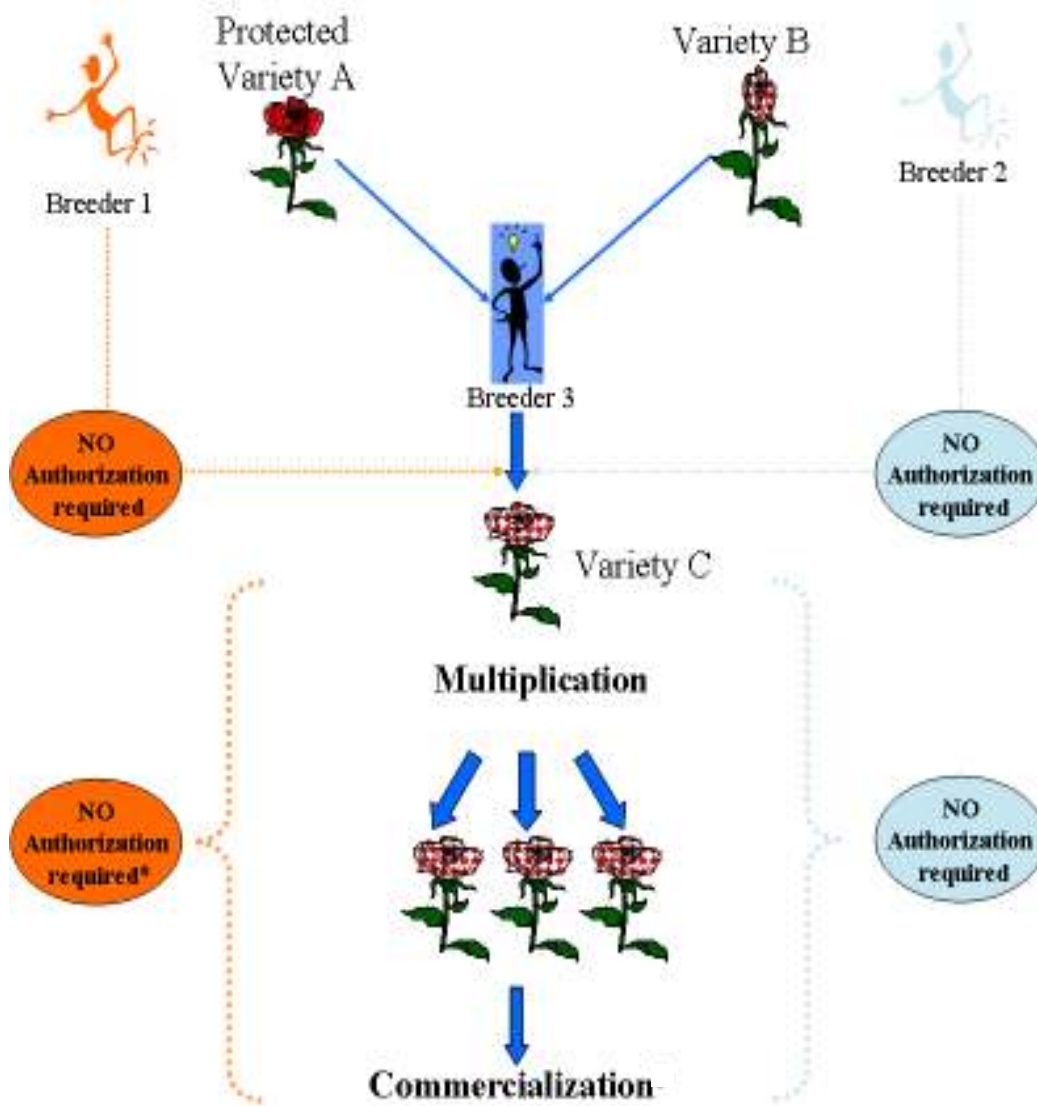 Protected
Variety A
Variety B
Breeder 1
Breeder 2
Breeder 3
NO
Authorization
required
NO
Authorization
required
Variety C
Multiplication
NO
Authorization
required*
NO
Authorization
required
Commercialization